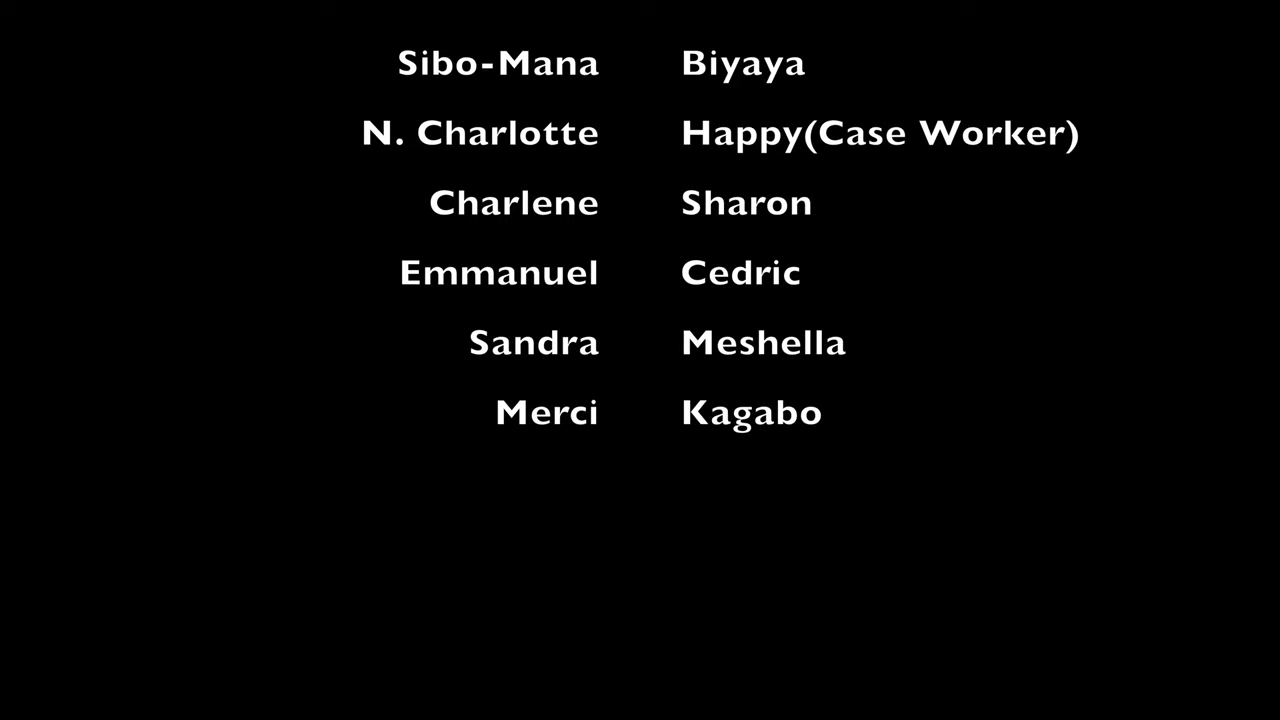 Sibo-Mana Biyaya
N. Charlotte Happy(Case Worker)
Charlene Sharon
Emmanuel Cedric
Sandra Meshella
Merci Kagabo